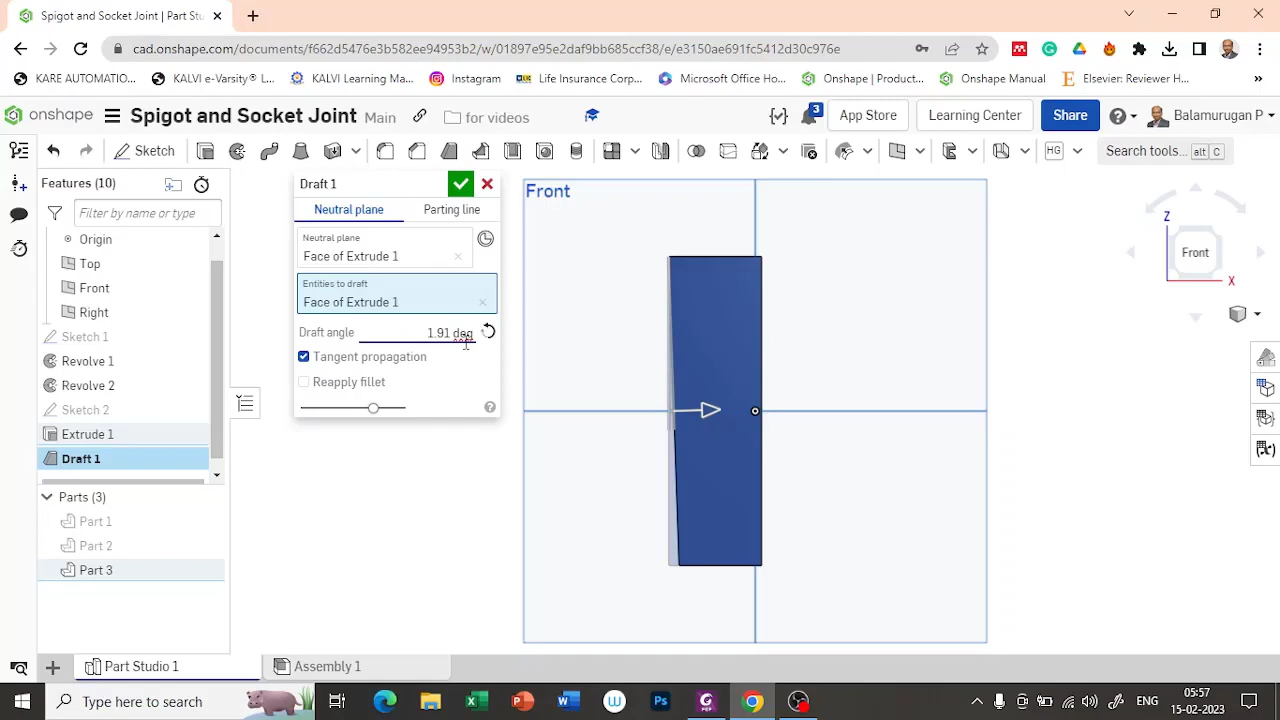 Spigot and Socket Joint | Part Stu
cad.onshape.com/documents/f662d5476e3b582ee94953b2/w/01897e95e2daf9bb685ccf38/e/e3150ae691fc5412d30c976e
KARE AUTOMATIO...
KALVI e-Varsity® L...
KALVI Learning Ma...
Instagram
Life Insurance Corp...
Microsoft Office Ho...
Onshape | Product...
Onshape Manual
Elsevier: Reviewer H...
»
onshape
Spigot and Socket Joint
Main
for videos
3
App Store
Learning Center
Share
Balamurugan P
Sketch
HG
Search tools...
alt
C
Features (10)
Filter by name or type
Origin
Top
Front
Right
Sketch 1
Revolve 1
Revolve 2
Sketch 2
Extrude 1
Draft 1
Parts (3)
Part 1
Part 2
Part 3
Draft 1
Neutral plane
Parting line
Neutral plane
Face of Extrude 1
Entities to draft
Face of Extrude 1
Draft angle
1.91 deg
Tangent propagation
Reapply fillet
Front
Z
Front
X
Part Studio 1
Assembly 1
Type here to search
ENG
05:57
15-02-2023